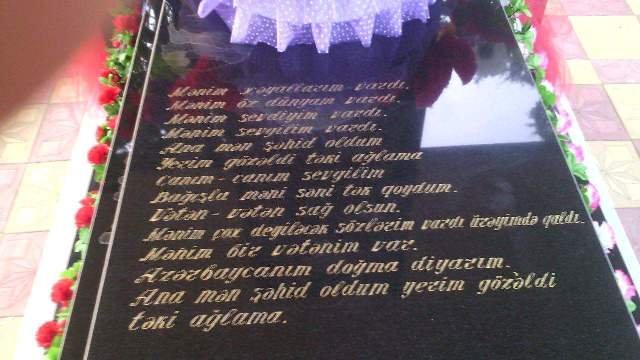 Mənim xəyallarım vardı.
Mənim öz dünyam vardı.
Mənim sevdiyim vardı.
Mənim sevgilim vardı.
Ana mən şəhid oldum
Yerim gözəldi təki ağlama
Canım-canım sevgilim
Bağışla məni səni tək qoydum.
Vətən-vətən sağ olsun.
Mənim çox deyiləcək sözlərim vardı ürəyimdə qaldı.
Mənim bir vətənim var.
Azərbaycanım doğma diyarım.
Ana mən şəhid oldum yerim gözəldi
təki ağlama.